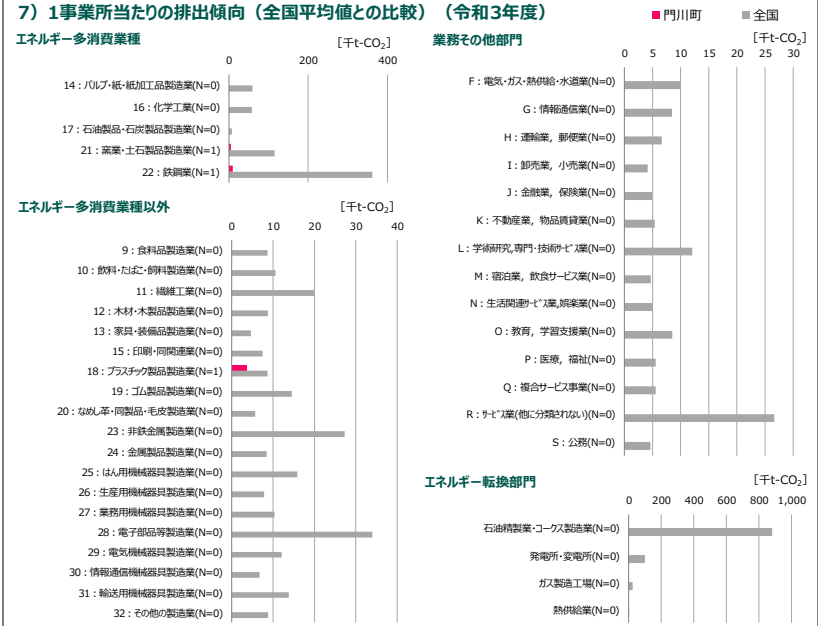 7）1事業所当たりの排出傾向（全国平均値との比較）（令和3年度）
■門川町 ■全国
エネルギー多消費業種
[千t-CO₂]
0 200 400
14：パルプ・紙・紙加工品製造業(N=0)
16：化学工業(N=0)
17：石油製品・石炭製品製造業(N=0)
21：窯業・土石製品製造業(N=1)
22：鉄鋼業(N=1)
エネルギー多消費業種以外
[千t-CO₂]
0 10 20 30 40
9：食料品製造業(N=0)
10：飲料・たばこ・飼料製造業(N=0)
11：繊維工業(N=0)
12：木材・木製品製造業(N=0)
13：家具・装備品製造業(N=0)
15：印刷・同関連業(N=0)
18：プラスチック製品製造業(N=1)
19：ゴム製品製造業(N=0)
20：なめし革・同製品・毛皮製造業(N=0)
23：非鉄金属製造業(N=0)
24：金属製品製造業(N=0)
25：はん用機械器具製造業(N=0)
26：生産用機械器具製造業(N=0)
27：業務用機械器具製造業(N=0)
28：電子部品等製造業(N=0)
29：電気機械器具製造業(N=0)
30：情報通信機械器具製造業(N=0)
31：輸送用機械器具製造業(N=0)
32：その他の製造業(N=0)
業務その他部門
[千t-CO₂]
0 5 10 15 20 25 30
F：電気・ガス・熱供給・水道業(N=0)
G：情報通信業(N=0)
H：運輸業，郵便業(N=0)
I：卸売業，小売業(N=0)
J：金融業，保険業(N=0)
K：不動産業，物品賃貸業(N=0)
L：学術研究,専門・技術サービス業(N=0)
M：宿泊業，飲食サービス業(N=0)
N：生活関連サービス業,娯楽業(N=0)
O：教育，学習支援業(N=0)
P：医療，福祉(N=0)
Q：複合サービス事業(N=0)
R：サービス業(他に分類されない)(N=0)
S：公務(N=0)
エネルギー転換部門
[千t-CO₂]
0 200 400 600 800 1,000
石油精製業・コークス製造業(N=0)
発電所・変電所(N=0)
ガス製造工場(N=0)
熱供給業(N=0)